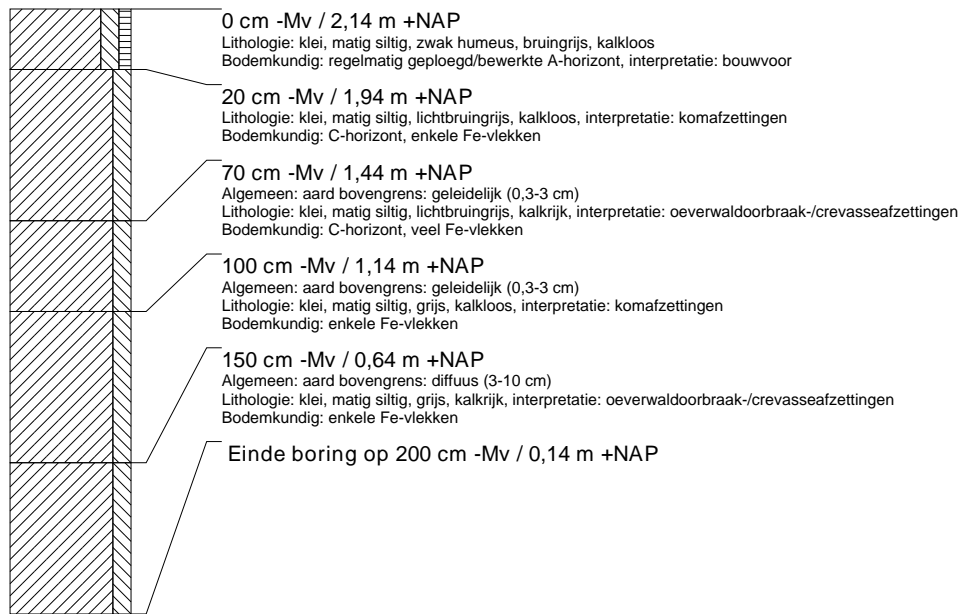 0 cm -Mv / 2,14 m +NAP
Lithologie: klei, matig siltig, zwak humeus, bruingrijs, kalkloos
Bodemkundig: regelmatig geploegd/bewerkte A-horizont, interpretatie: bouwvoor
20 cm -Mv / 1,94 m +NAP
Lithologie: klei, matig siltig, lichtbruingrijs, kalkloos, interpretatie: komafzettingen
Bodemkundig: C-horizont, enkele Fe-vlekken
70 cm -Mv / 1,44 m +NAP
Algemeen: aard bovengrens: geleidelijk (0,3-3 cm)
Lithologie: klei, matig siltig, lichtbruingrijs, kalkrijk, interpretatie: oeverwaldoorbraak-/crevasseafzettingen
Bodemkundig: C-horizont, veel Fe-vlekken
100 cm -Mv / 1,14 m +NAP
Algemeen: aard bovengrens: geleidelijk (0,3-3 cm)
Lithologie: klei, matig siltig, grijs, kalkloos, interpretatie: komafzettingen
Bodemkundig: enkele Fe-vlekken
150 cm -Mv / 0,64 m +NAP
Algemeen: aard bovengrens: diffuus (3-10 cm)
Lithologie: klei, matig siltig, grijs, kalkrijk, interpretatie: oeverwaldoorbraak-/crevasseafzettingen
Bodemkundig: enkele Fe-vlekken
Einde boring op 200 cm -Mv / 0,14 m +NAP